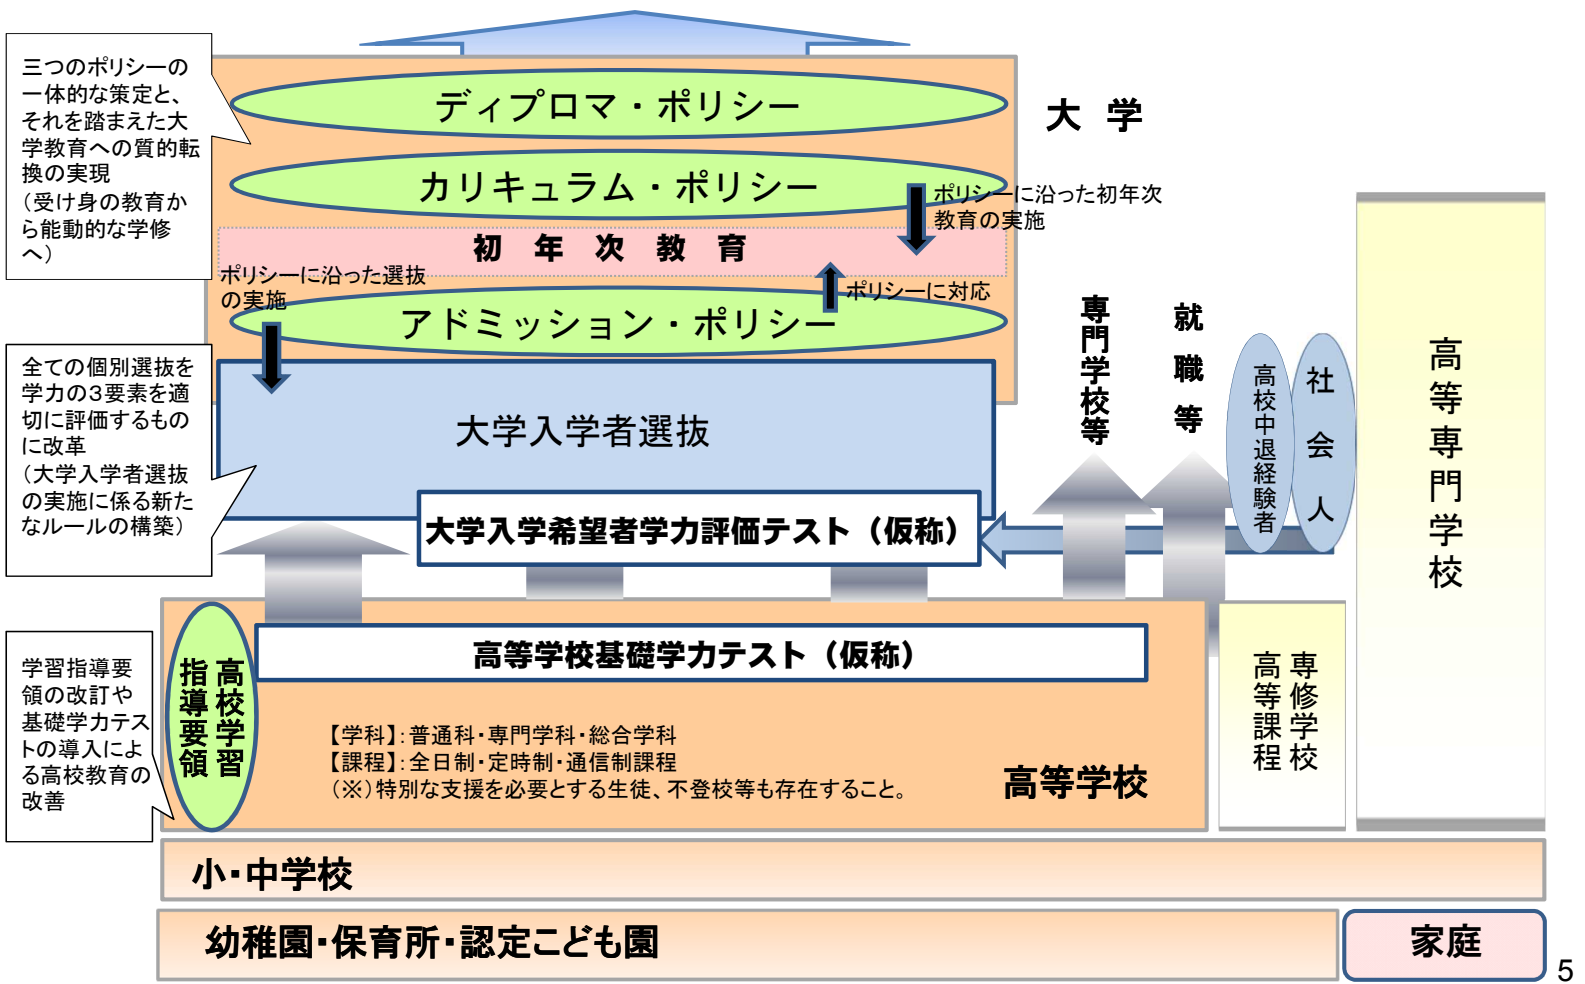 三つのポリシーの
一体的な策定と、
それを踏まえた大
学教育への質的転
換の実現
（受け身の教育か
ら能動的な学修
へ）
ディプロマ・ポリシー
大 学
カリキュラム・ポリシー
ポリシーに沿った初年次
教育の実施
初 年 次 教 育
ポリシーに沿った選抜
の実施
ポリシーに対応
アドミッション・ポリシー
全ての個別選抜を
学力の３要素を適
切に評価するもの
に改革
（大学入学者選抜
の実施に係る新た
なルールの構築）
大学入学者選抜
大学入学希望者学力評価テスト（仮称）
専門学校等
就職等
高校中退経験者
社会人
高等専門学校
学習指導要
領の改訂や
基礎学力テス
トの導入によ
る高校教育の
改善
高校学習
指導要領
高等学校基礎学力テスト（仮称）
【学科】：普通科・専門学科・総合学科
【課程】：全日制・定時制・通信制課程
（※）特別な支援を必要とする生徒、不登校等も存在すること。
高等学校
専修学校
高等課程
小・中学校
幼稚園・保育所・認定こども園
家庭
5